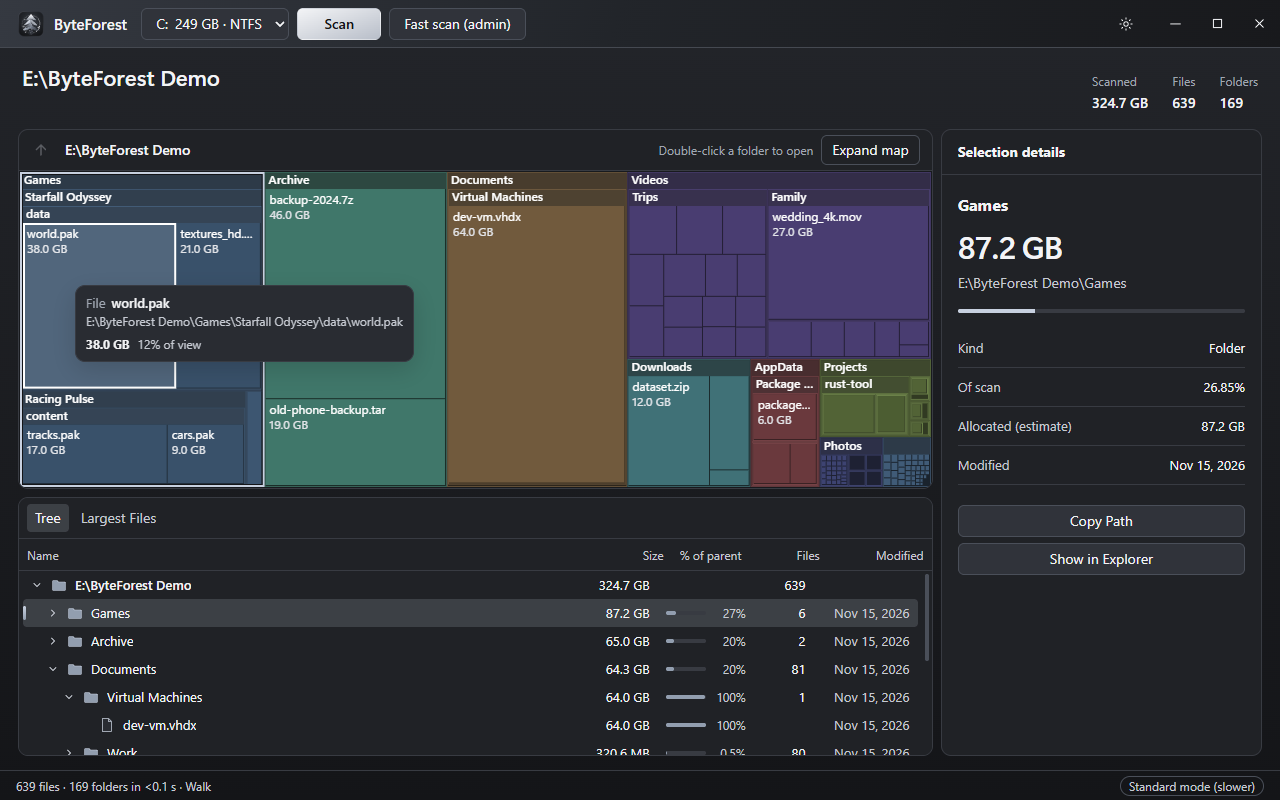 ByteForest C: 249 GB · NTFS Scan Fast scan (admin)
E:\ByteForest Demo
Scanned Files Folders
324.7 GB 639 169
E:\ByteForest Demo Double-click a folder to open Expand map
Games Archive Documents Videos
Starfall Odyssey backup-2024.7z Virtual Machines Trips Family
data 46.0 GB dev-vm.vhdx wedding_4k.mov
64.0 GB 27.0 GB
world.pak textures_hd....
38.0 GB 21.0 GB
File world.pak
E:\ByteForest Demo\Games\Starfall Odyssey\data\world.pak
38.0 GB 12% of view
Downloads AppData Projects
dataset.zip Package ... rust-tool
12.0 GB package...
6.0 GB
Racing Pulse
content old-phone-backup.tar
19.0 GB
tracks.pak cars.pak
17.0 GB 9.0 GB
Photos
Selection details
Games
87.2 GB
E:\ByteForest Demo\Games
Kind Folder
Of scan 26.85%
Allocated (estimate) 87.2 GB
Modified Nov 15, 2026
Copy Path
Show in Explorer
Tree Largest Files
Name Size % of parent Files Modified
E:\ByteForest Demo 324.7 GB 639
Games 87.2 GB 27% 6 Nov 15, 2026
Archive 65.0 GB 20% 2 Nov 15, 2026
Documents 64.3 GB 20% 81 Nov 15, 2026
Virtual Machines 64.0 GB 100% 1 Nov 15, 2026
dev-vm.vhdx 64.0 GB 100% Nov 15, 2026
Work 320.6 MB 0.5% 80 Nov 15, 2026
639 files · 169 folders in <0.1 s · Walk Standard mode (slower)